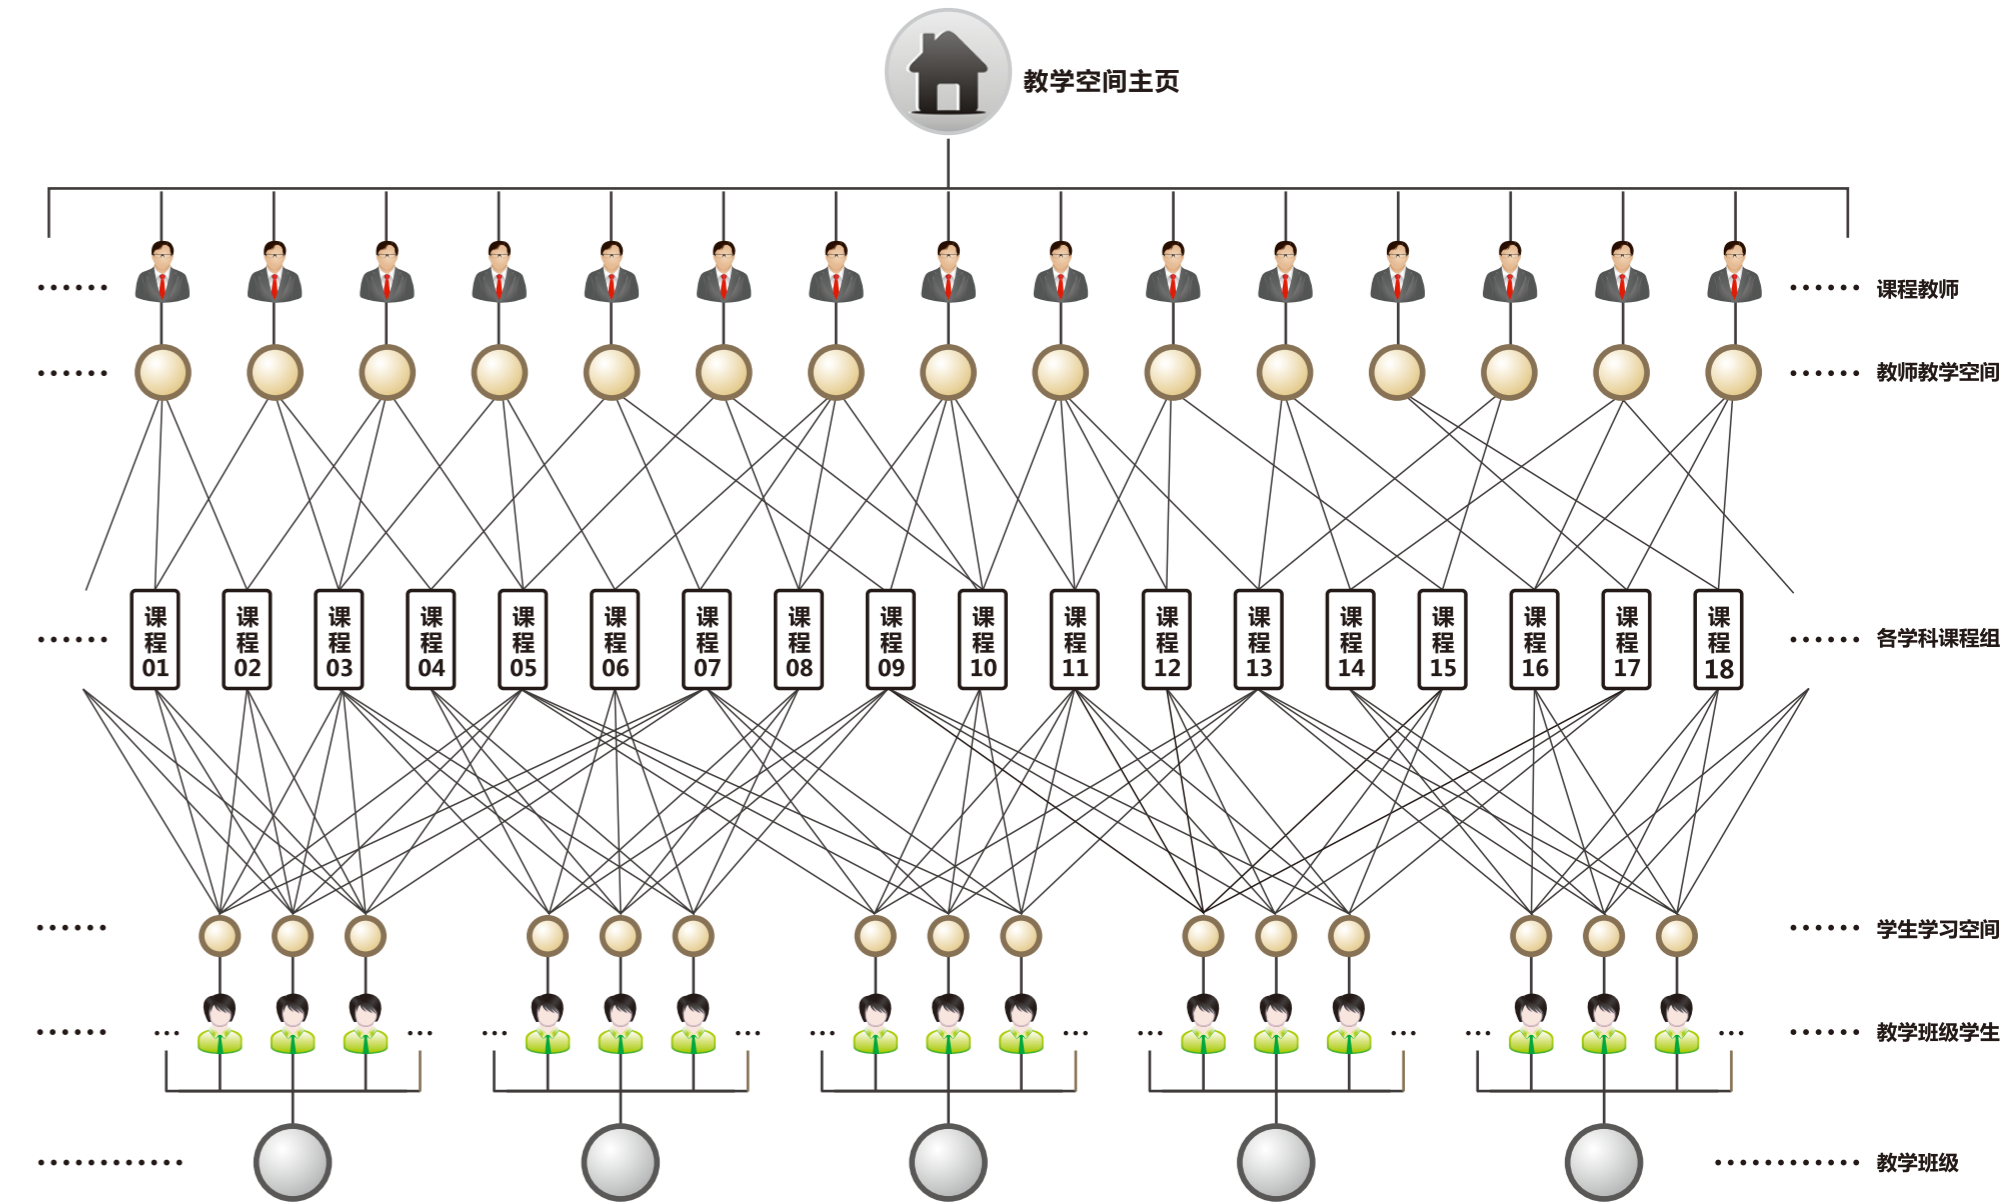 教学空间主页
······ ······ 课程教师
······ ······ 教师教学空间
课程01
课程02
课程03
课程04
课程05
课程06
课程07
课程08
课程09
课程10
课程11
课程12
课程13
课程14
课程15
课程16
课程17
课程18
······ ······ 各学科课程组
······ ······ 学生学习空间
······ ... ... ... ... ... ... ... ... ... ... ······ 教学班级学生
············ ············ 教学班级